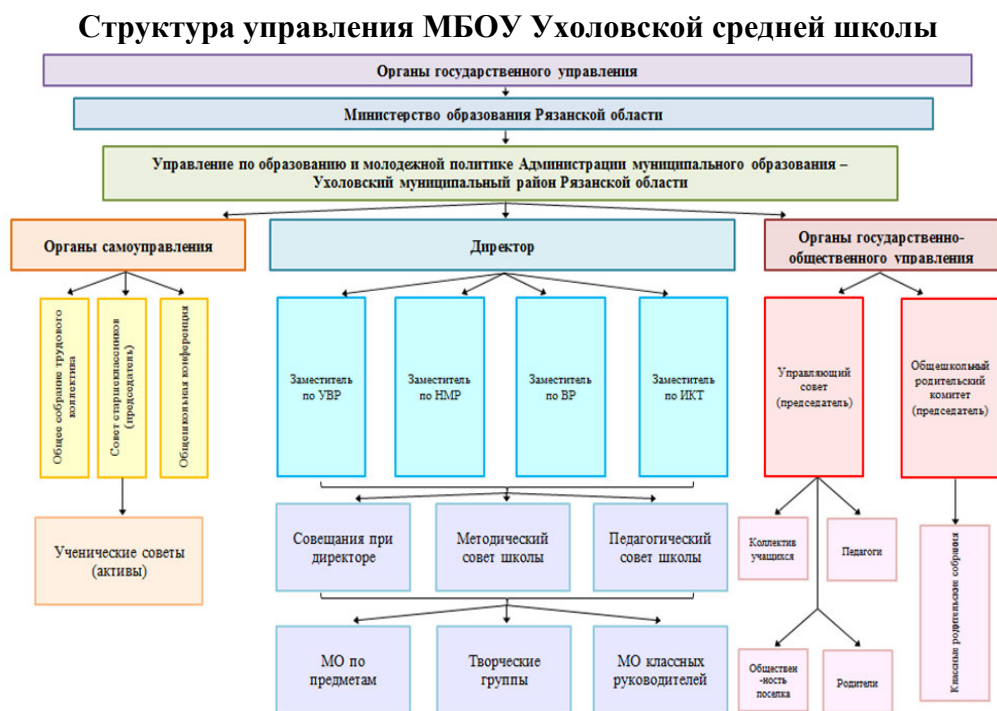 Структура управления МБОУ Ухоловской средней школы
Органы государственного управления
Министерство образования Рязанской области
Управление по образованию и молодежной политике Администрации муниципального образования –
Ухоловский муниципальный район Рязанской области
Органы самоуправления
Директор
Органы государственно-
общественного управления
Общее собрание трудового
коллектива
Совет старшеклассников
(председатель)
Общешкольная конференция
Заместитель
по УВР
Заместитель
по НМР
Заместитель
по ВР
Заместитель
по ИКТ
Управляющий
совет
(председатель)
Общешкольный
родительский
комитет
(председатель)
Ученические советы
(активы)
Совещания при
директоре
Методический
совет школы
Педагогический
совет школы
Коллектив
учащихся
Педагоги
Классные родительские собрания
МО по
предметам
Творческие
группы
МО классных
руководителей
Обществен
-ность
поселка
Родители